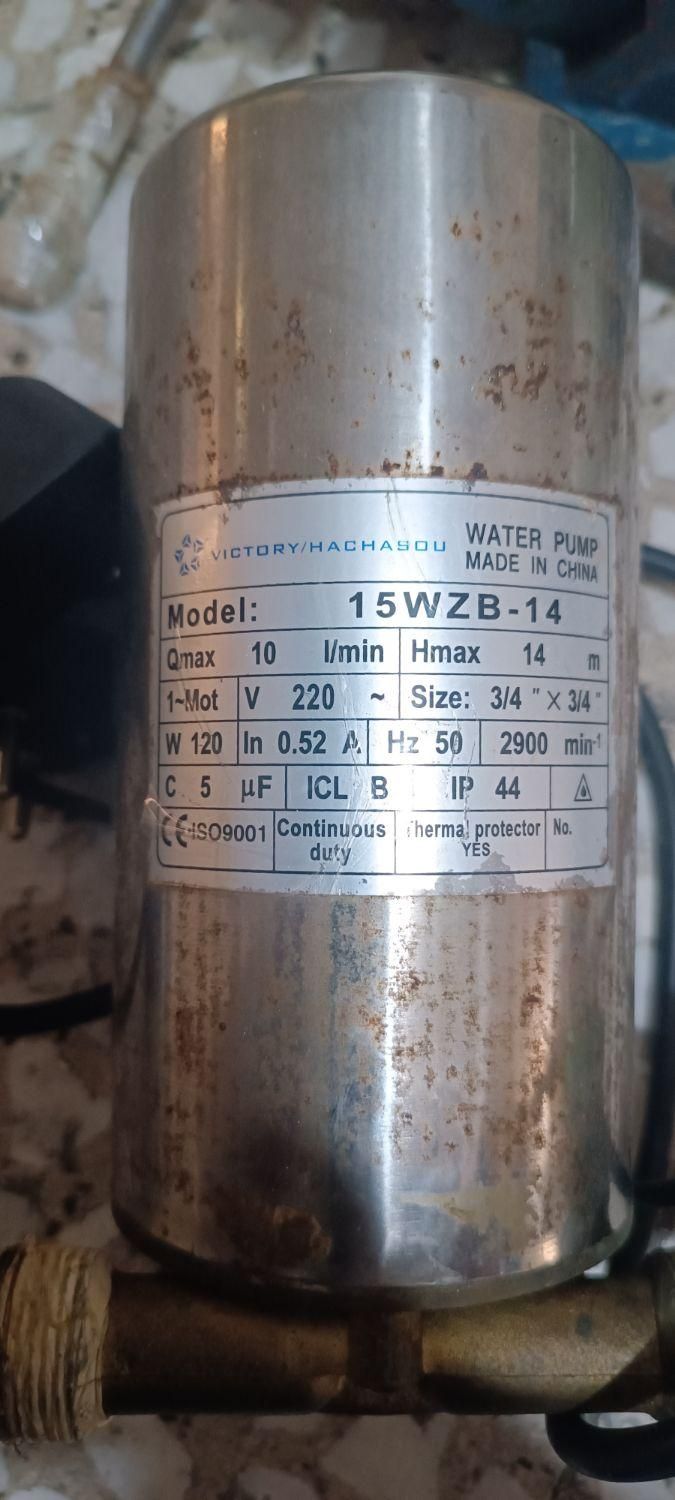 VICTORY/HACHASOU WATER PUMP
MADE IN CHINA
Model: 15WZB-14
Qmax 10 l/min Hmax 14 m
1~Mot V 220 ~ Size: 3/4 " × 3/4 "
W 120 In 0.52 A Hz 50 2900 min-1
C 5 µF ICL B IP 44
CE ISO9001 Continuous duty hermal protector YES No.